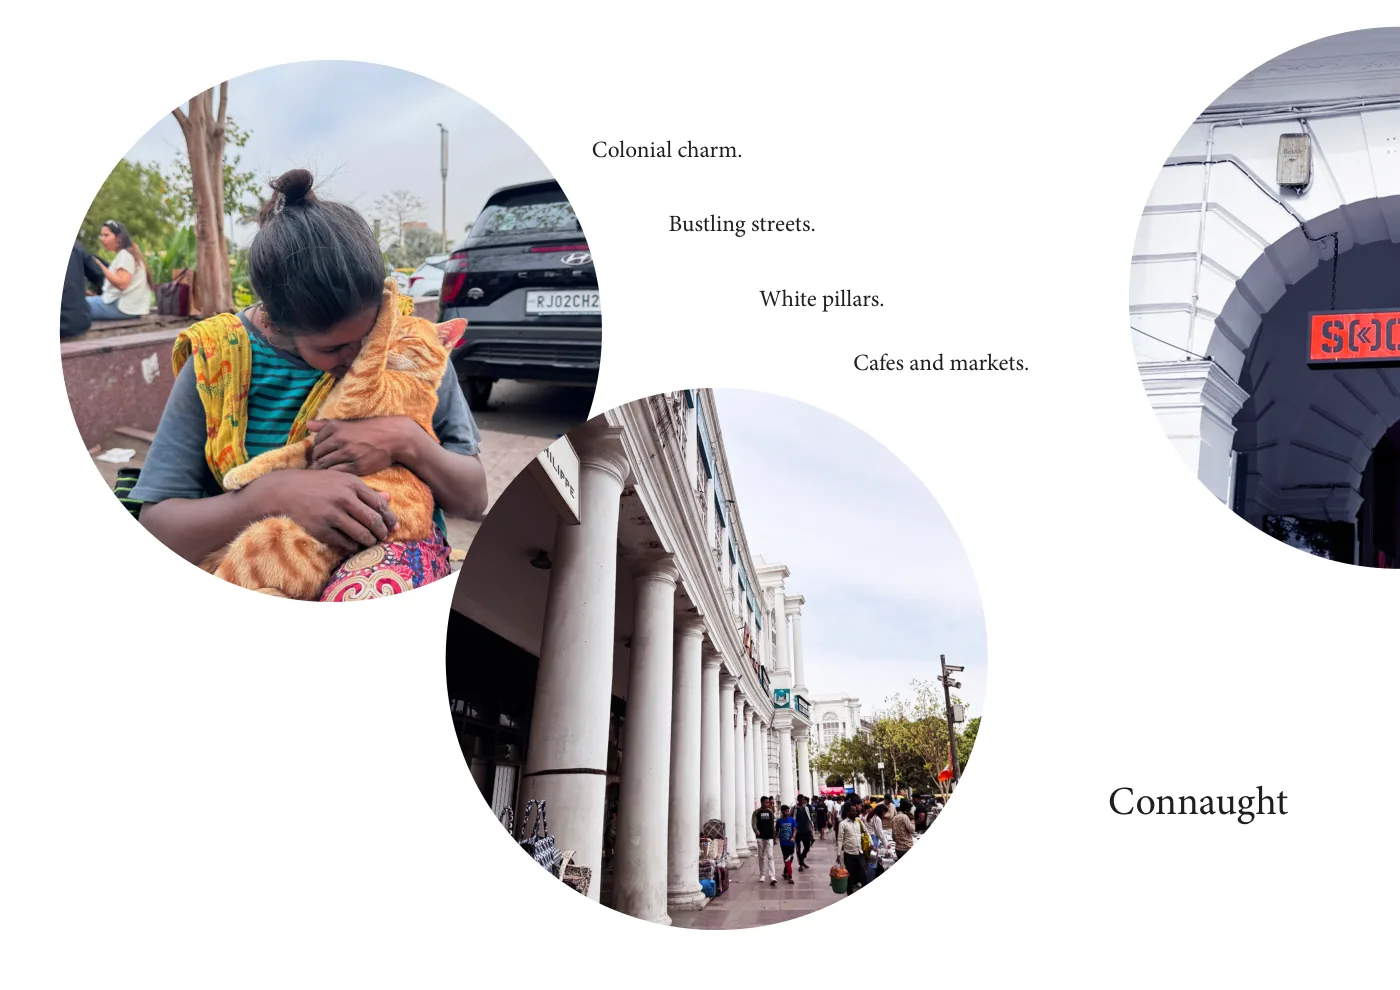 Colonial charm.
Bustling streets.
White pillars.
Cafes and markets.
RJ02CH2
Connaught